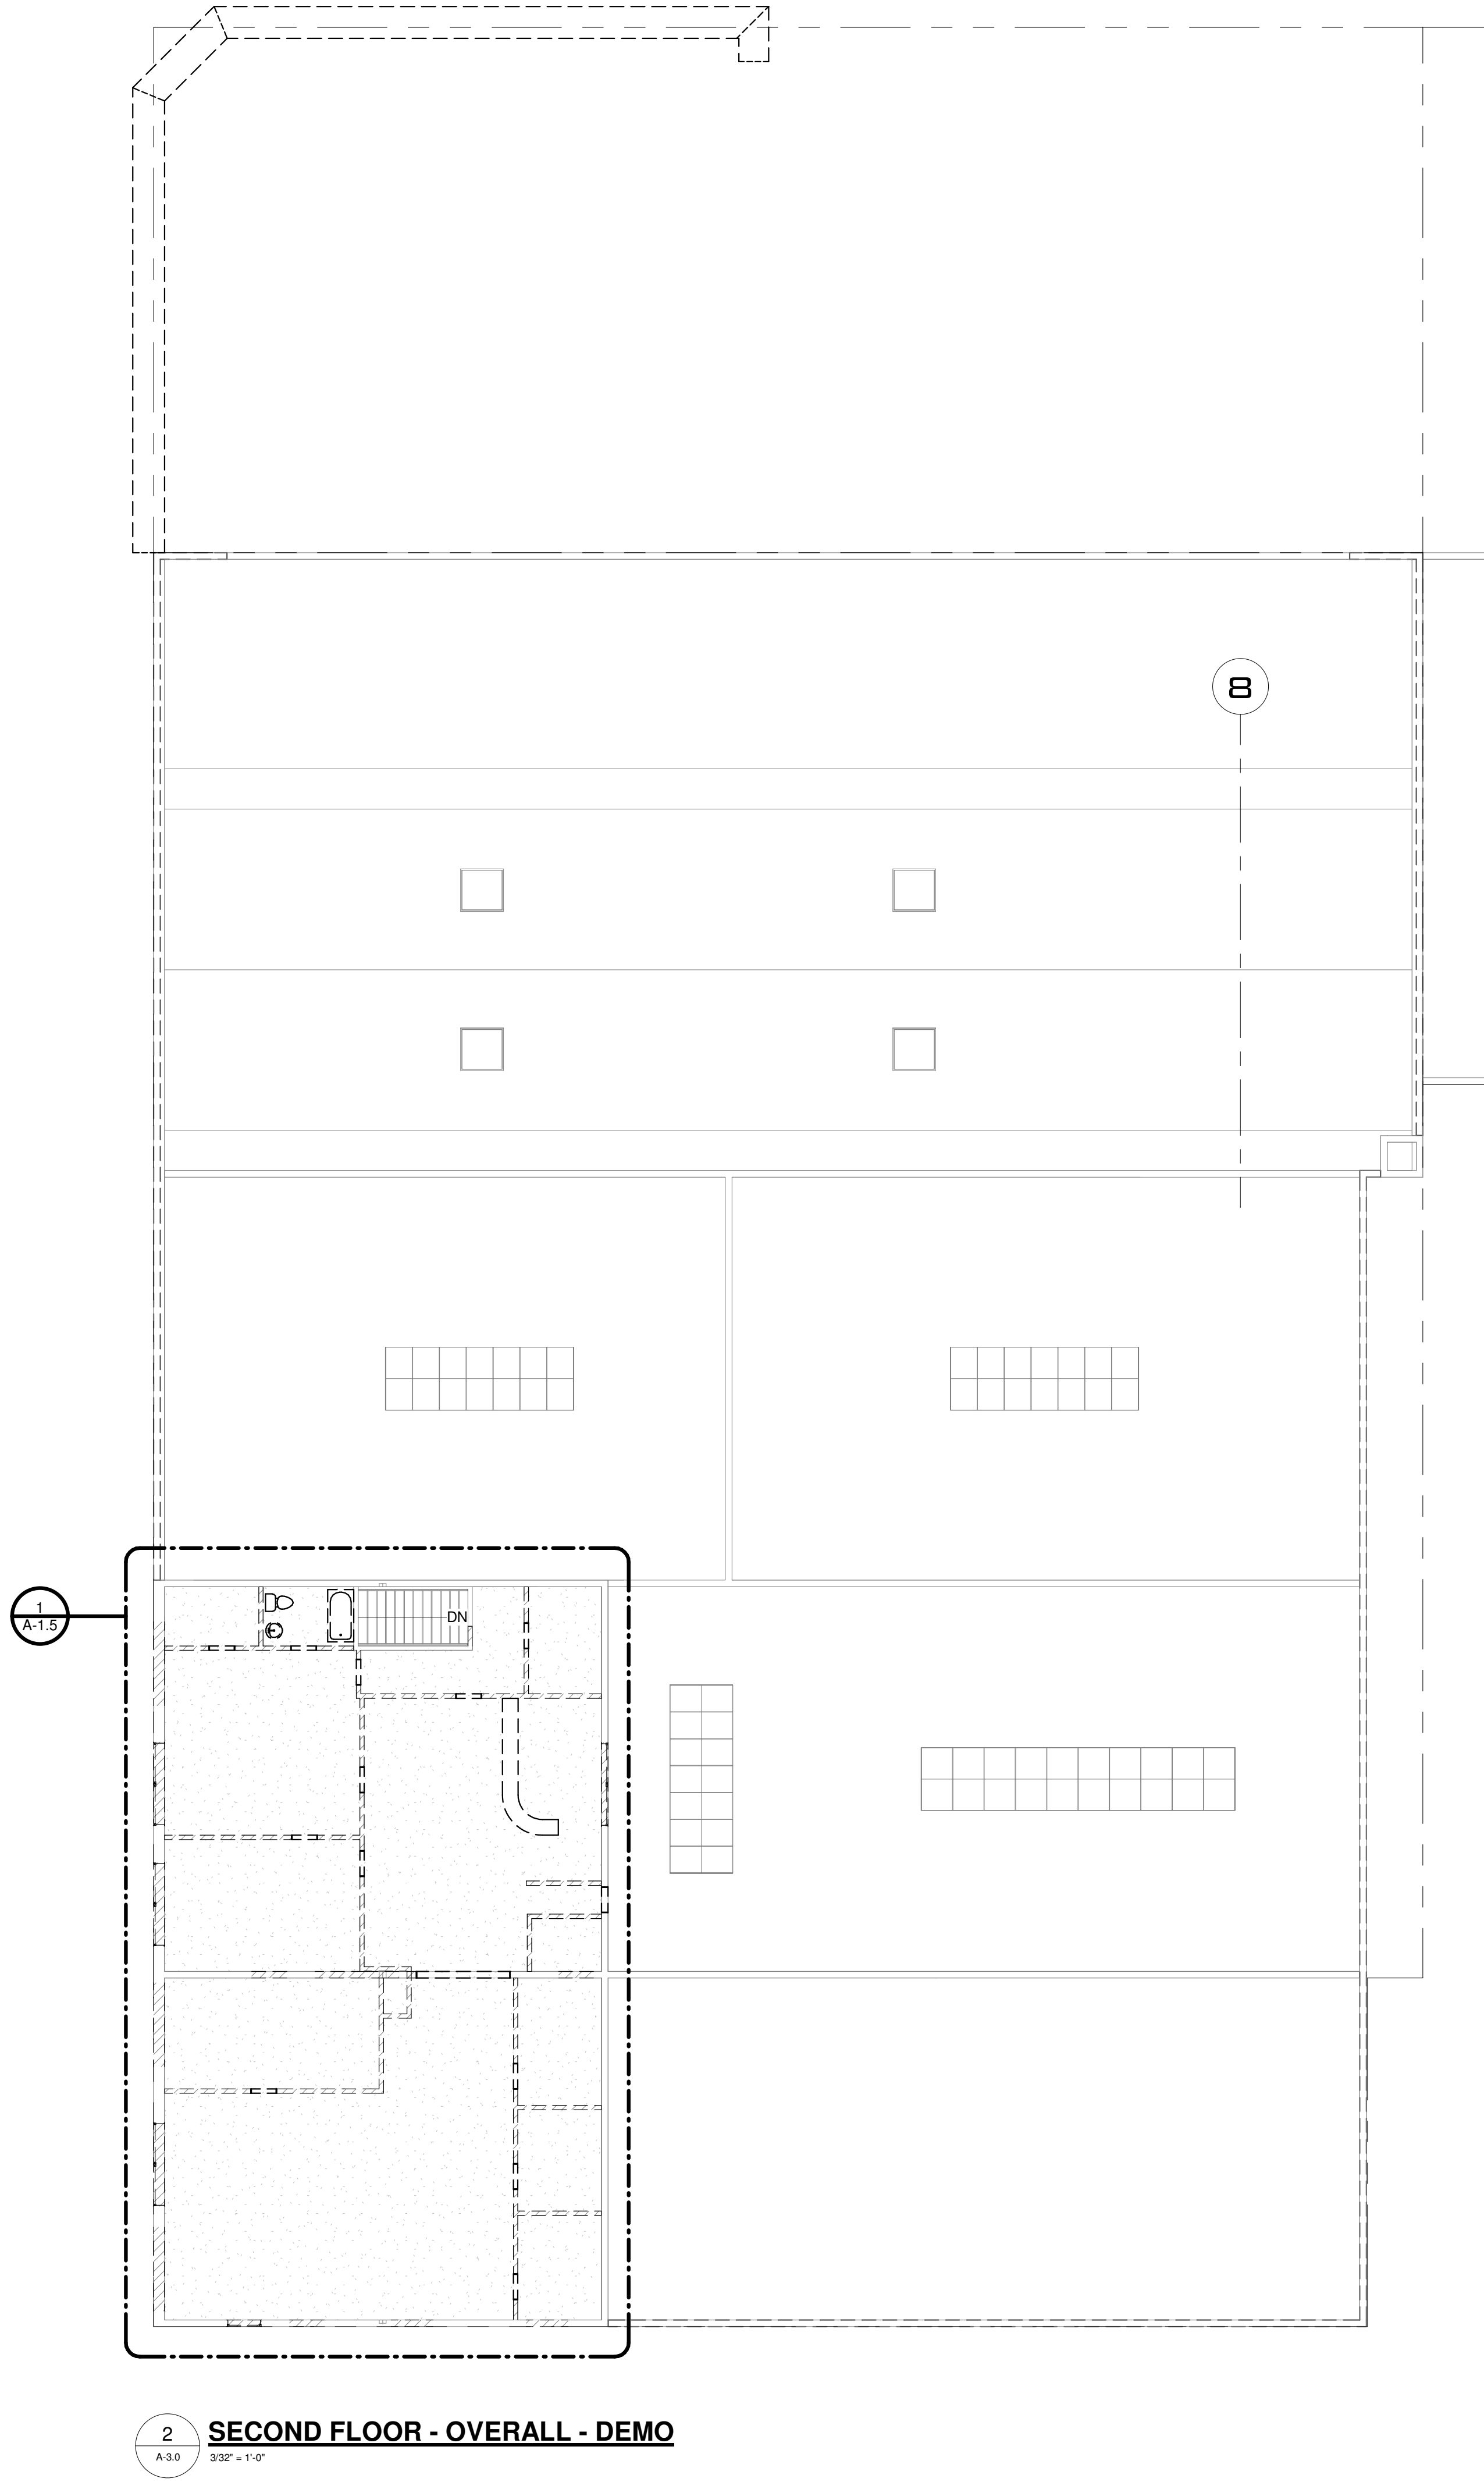 8
DN
1
A-1.5
2
A-3.0
SECOND FLOOR - OVERALL - DEMO
3/32" = 1'-0"